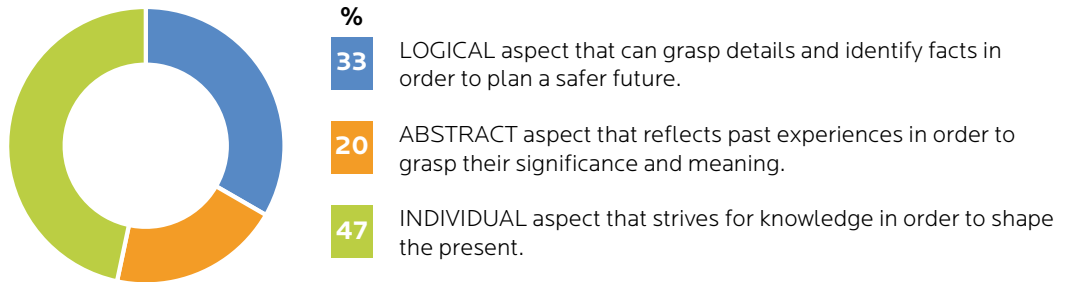 %
33
LOGICAL aspect that can grasp details and identify facts in
order to plan a safer future.
20
ABSTRACT aspect that reflects past experiences in order to
grasp their significance and meaning.
47
INDIVIDUAL aspect that strives for knowledge in order to shape
the present.